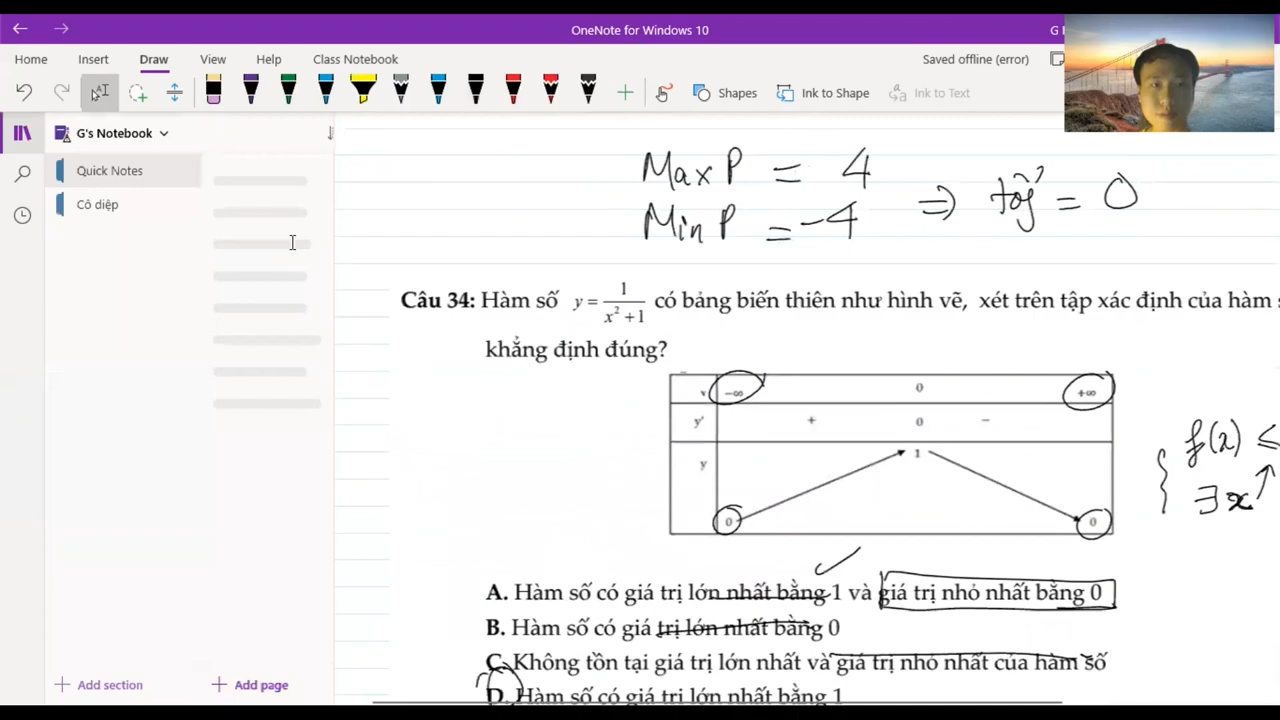 OneNote for Windows 10
G
Home Insert Draw View Help Class Notebook
Saved offline (error)
Shapes Ink to Shape Ink to Text
G's Notebook
Quick Notes
Cô diệp
Max P = 4
Min P = -4
⇒ = 0
Câu 34: Hàm số y = 1/(x² + 1) có bảng biến thiên như hình vẽ, xét trên tập xác định của hàm s
khẳng định đúng?
-∞ 0 +∞
y' + 0 −
y 1
0 0
f(x) ≤
∃ x
A. Hàm số có giá trị lớn nhất bằng 1 và giá trị nhỏ nhất bằng 0
B. Hàm số có giá trị lớn nhất bằng 0
C. Không tồn tại giá trị lớn nhất và giá trị nhỏ nhất của hàm số
D. Hàm số có giá trị lớn nhất bằng 1
Add section Add page